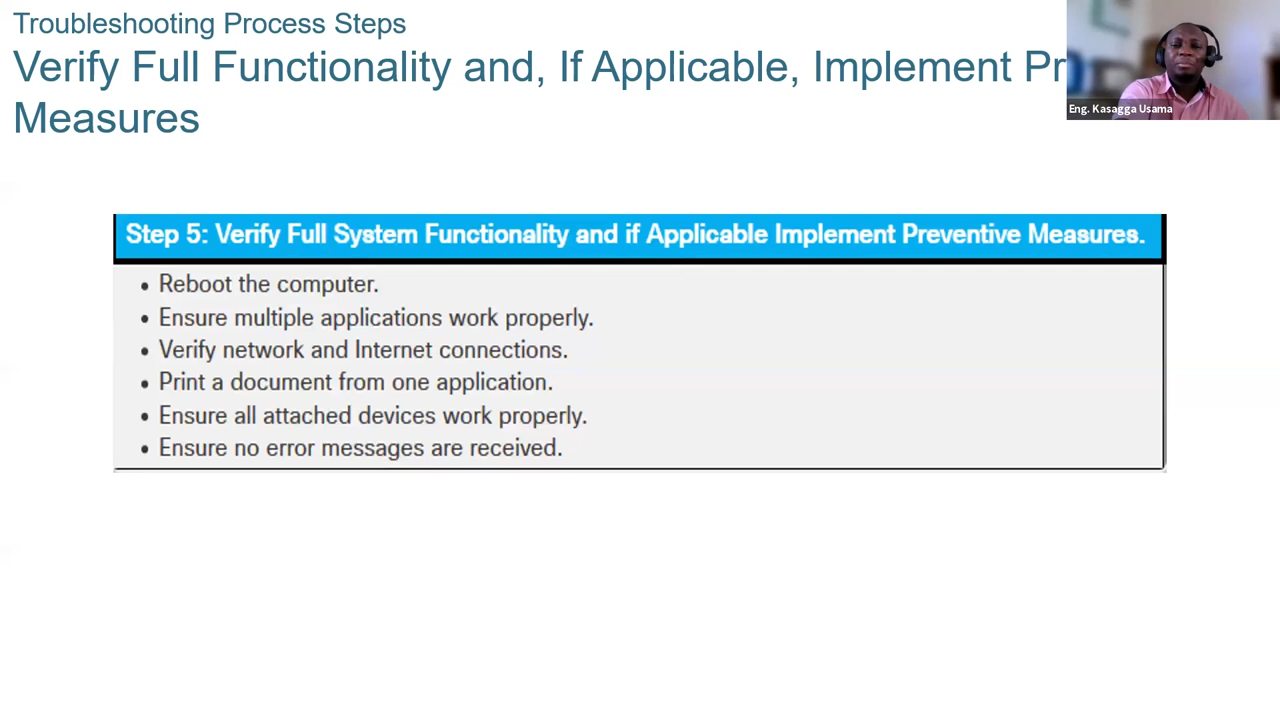 Troubleshooting Process Steps
Verify Full Functionality and, If Applicable, Implement Pr
Measures
Eng. Kasagga Usama
Step 5: Verify Full System Functionality and if Applicable Implement Preventive Measures.
• Reboot the computer.
• Ensure multiple applications work properly.
• Verify network and Internet connections.
• Print a document from one application.
• Ensure all attached devices work properly.
• Ensure no error messages are received.